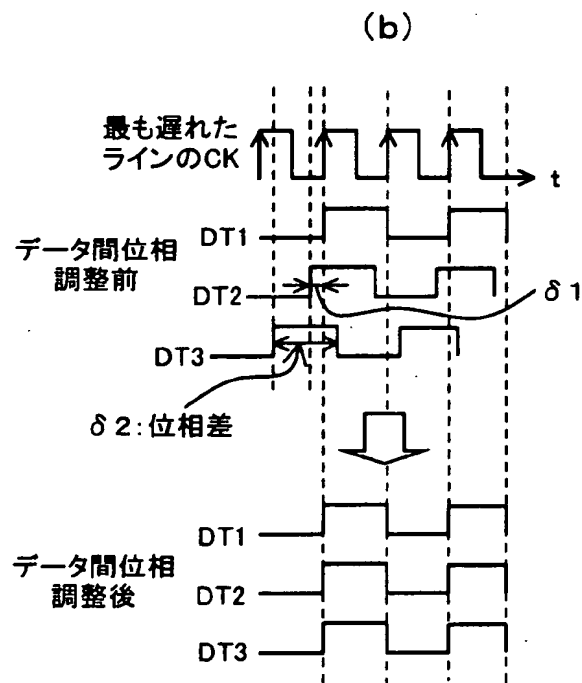 (b)
最も遅れた
ラインのCK
t
データ間位相
調整前
DT1
DT2
δ1
DT3
δ2:位相差
データ間位相
調整後
DT1
DT2
DT3